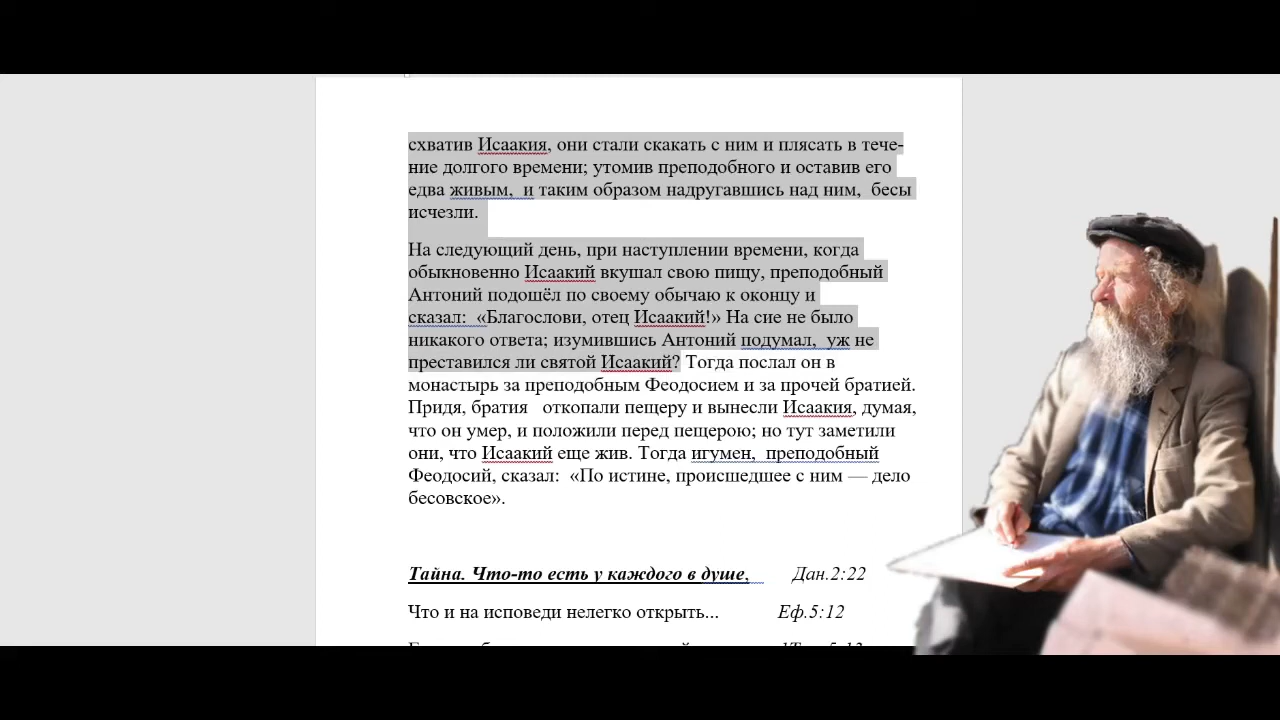 схватив Исаакия, они стали скакать с ним и плясать в тече-
ние долгого времени; утомив преподобного и оставив его
едва живым,  и таким образом надругавшись над ним,  бесы
исчезли.
На следующий день, при наступлении времени, когда
обыкновенно Исаакий вкушал свою пищу, преподобный
Антоний подошёл по своему обычаю к оконцу и
сказал:  «Благослови, отец Исаакий!» На сие не было
никакого ответа; изумившись Антоний подумал,  уж не
преставился ли святой Исаакий? Тогда послал он в
монастырь за преподобным Феодосием и за прочей братией.
Придя, братия   откопали пещеру и вынесли Исаакия, думая,
что он умер, и положили перед пещерою; но тут заметили
они, что Исаакий еще жив. Тогда игумен,  преподобный
Феодосий, сказал:  «По истине, происшедшее с ним — дело
бесовское».
Тайна. Что-то есть у каждого в душе, Дан.2:22
Что и на исповеди нелегко открыть... Еф.5:12